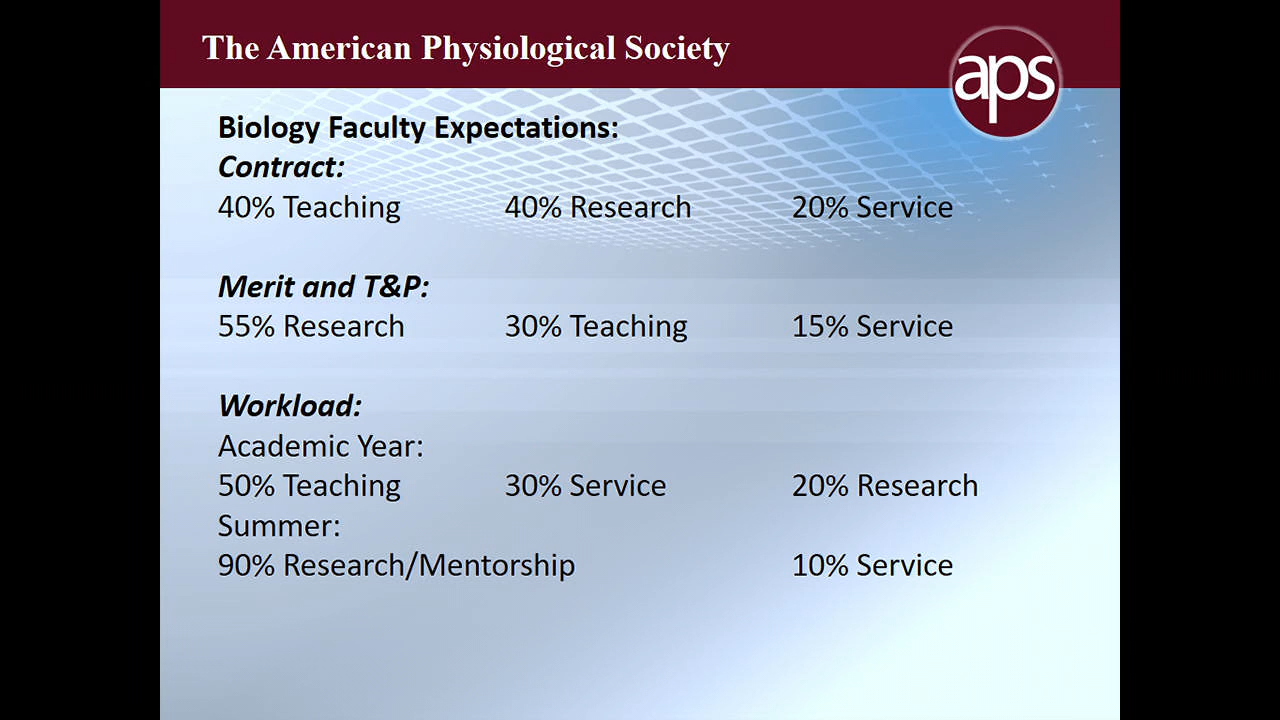 The American Physiological Society
aps
Biology Faculty Expectations:
Contract:
40% Teaching 40% Research 20% Service
Merit and T&P:
55% Research 30% Teaching 15% Service
Workload:
Academic Year:
50% Teaching 30% Service 20% Research
Summer:
90% Research/Mentorship 10% Service